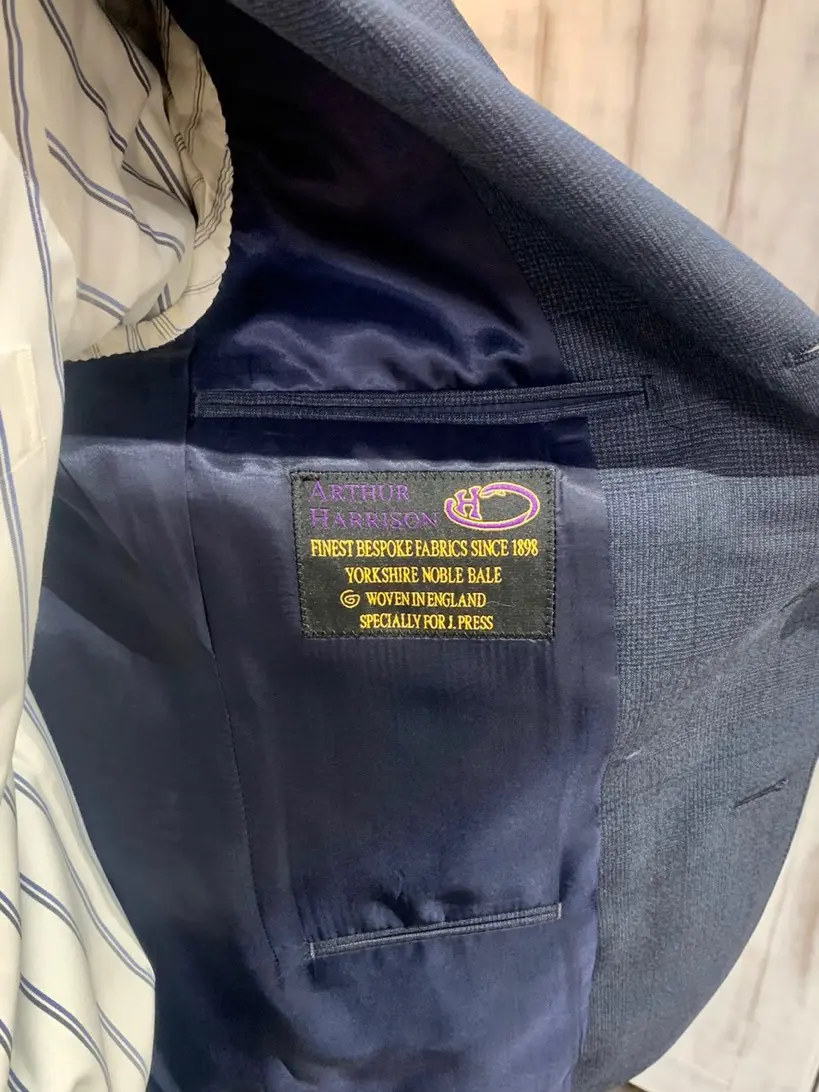 ARTHUR
HARRISON
H
FINEST BESPOKE FABRICS SINCE 1898
YORKSHIRE NOBLE BALE
G WOVEN IN ENGLAND
SPECIALLY FOR J. PRESS